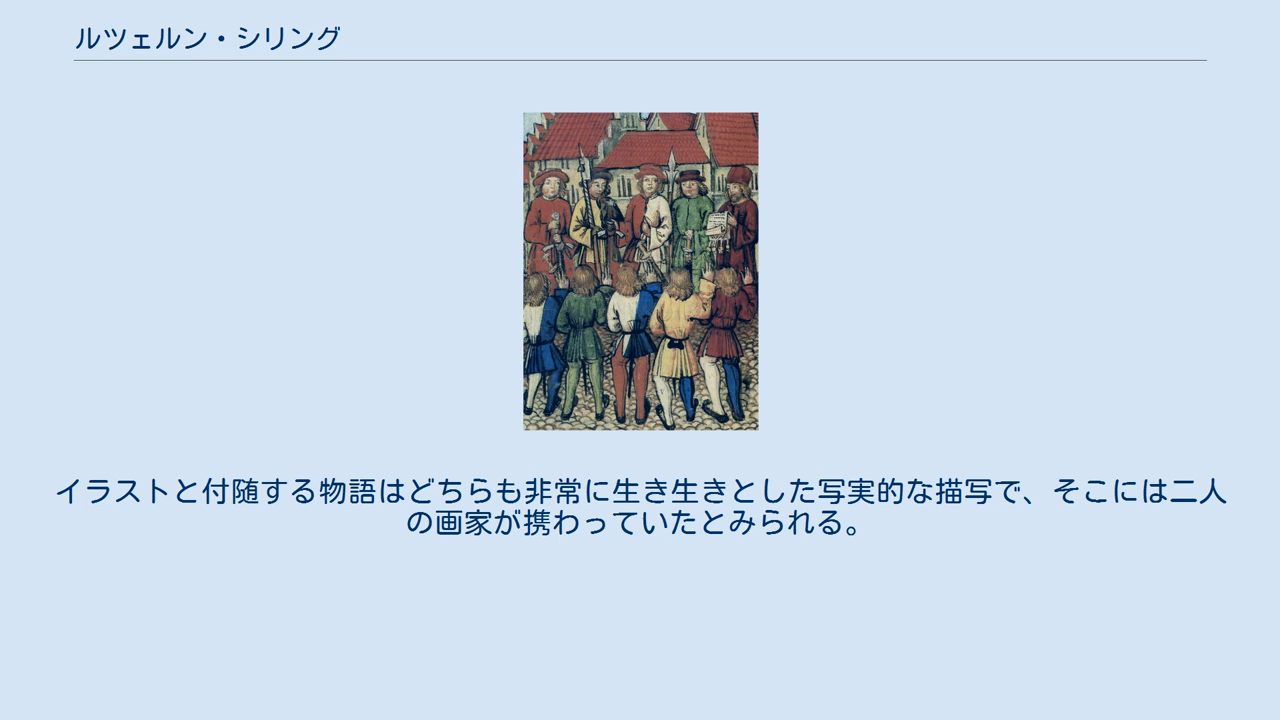 ルツェルン・シリング
イラストと付随する物語はどちらも非常に生き生きとした写実的な描写で、そこには二人
の画家が携わっていたとみられる。